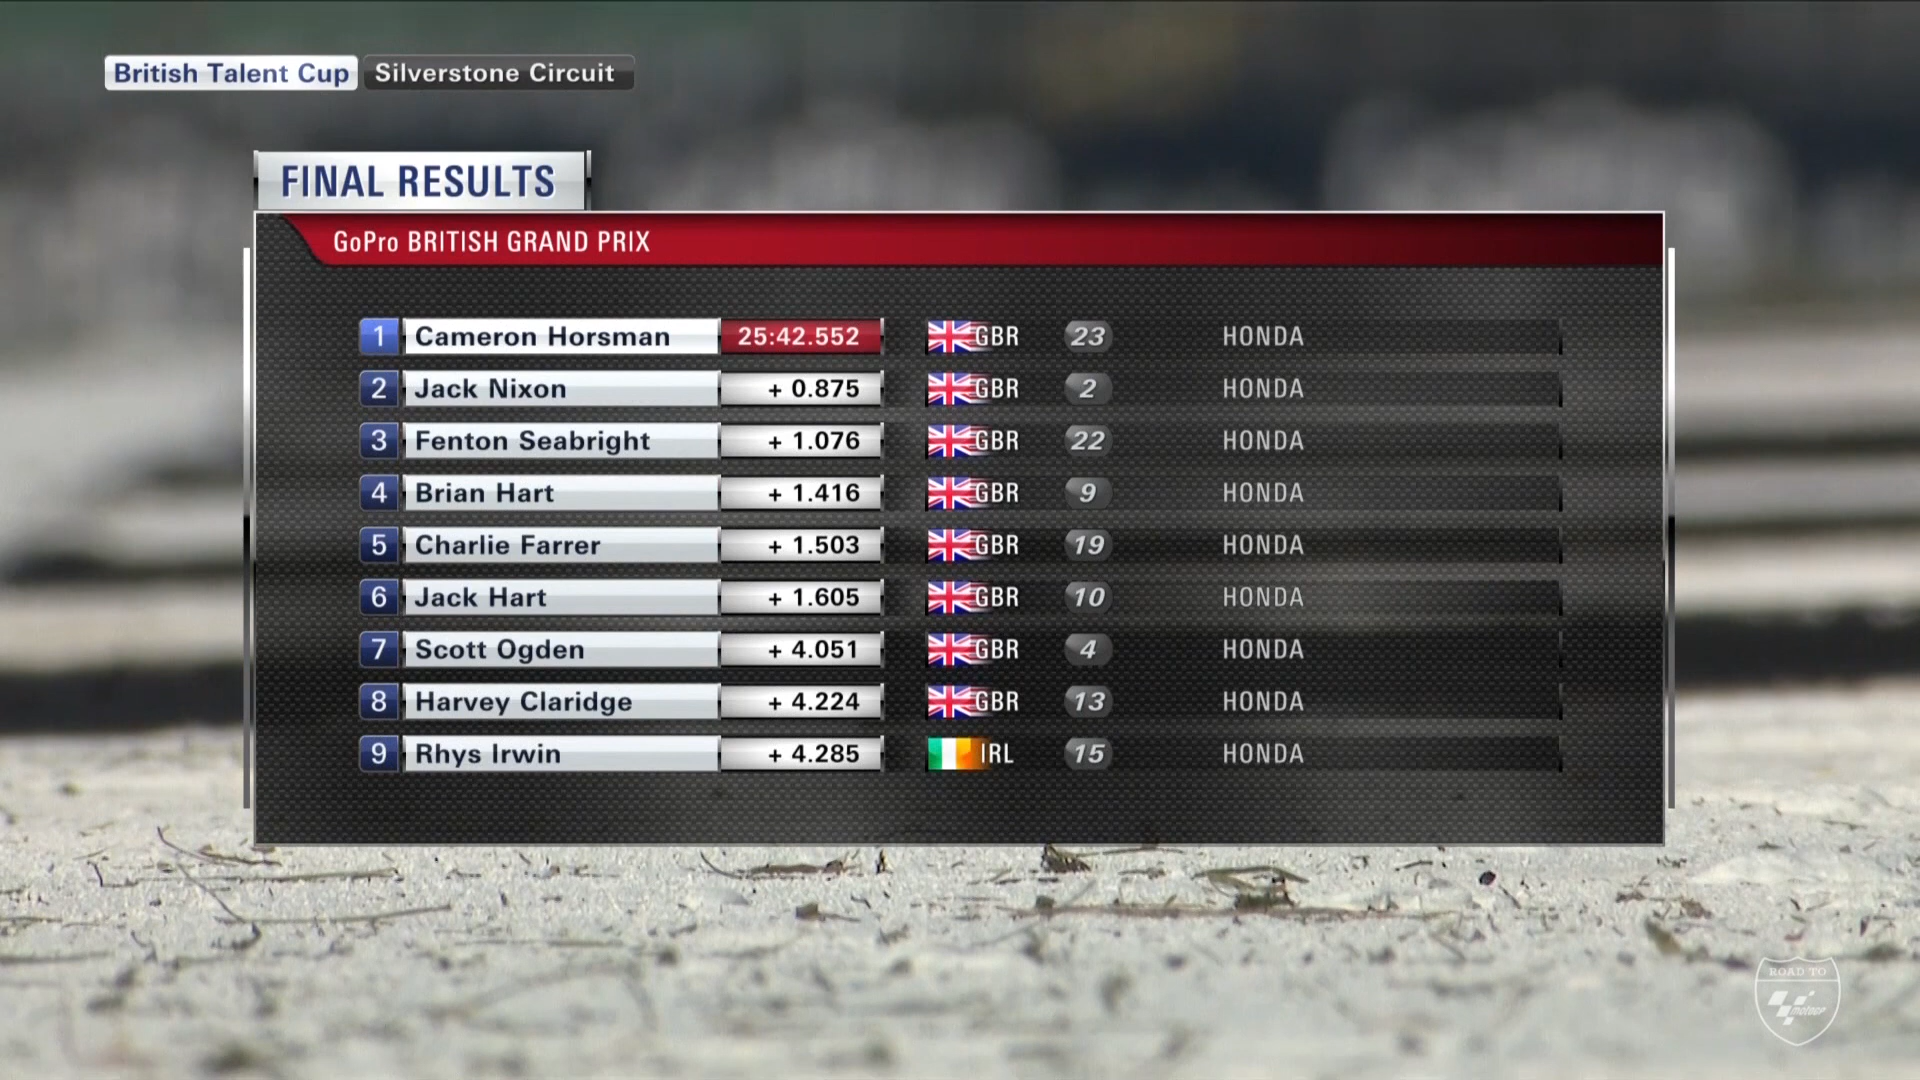 British Talent Cup Silverstone Circuit
FINAL RESULTS
GoPro BRITISH GRAND PRIX
1 Cameron Horsman 25:42.552 GBR 23 HONDA
2 Jack Nixon + 0.875 GBR 2 HONDA
3 Fenton Seabright + 1.076 GBR 22 HONDA
4 Brian Hart + 1.416 GBR 9 HONDA
5 Charlie Farrer + 1.503 GBR 19 HONDA
6 Jack Hart + 1.605 GBR 10 HONDA
7 Scott Ogden + 4.051 GBR 4 HONDA
8 Harvey Claridge + 4.224 GBR 13 HONDA
9 Rhys Irwin + 4.285 IRL 15 HONDA
ROAD TO
MotoGP